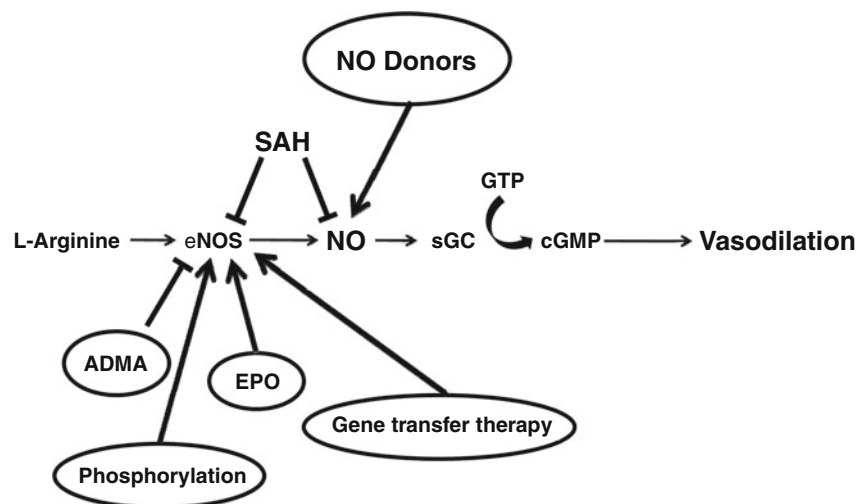 NO Donors
SAH
GTP
L-Arginine
eNOS
NO
sGC
cGMP
Vasodilation
ADMA
EPO
Gene transfer therapy
Phosphorylation